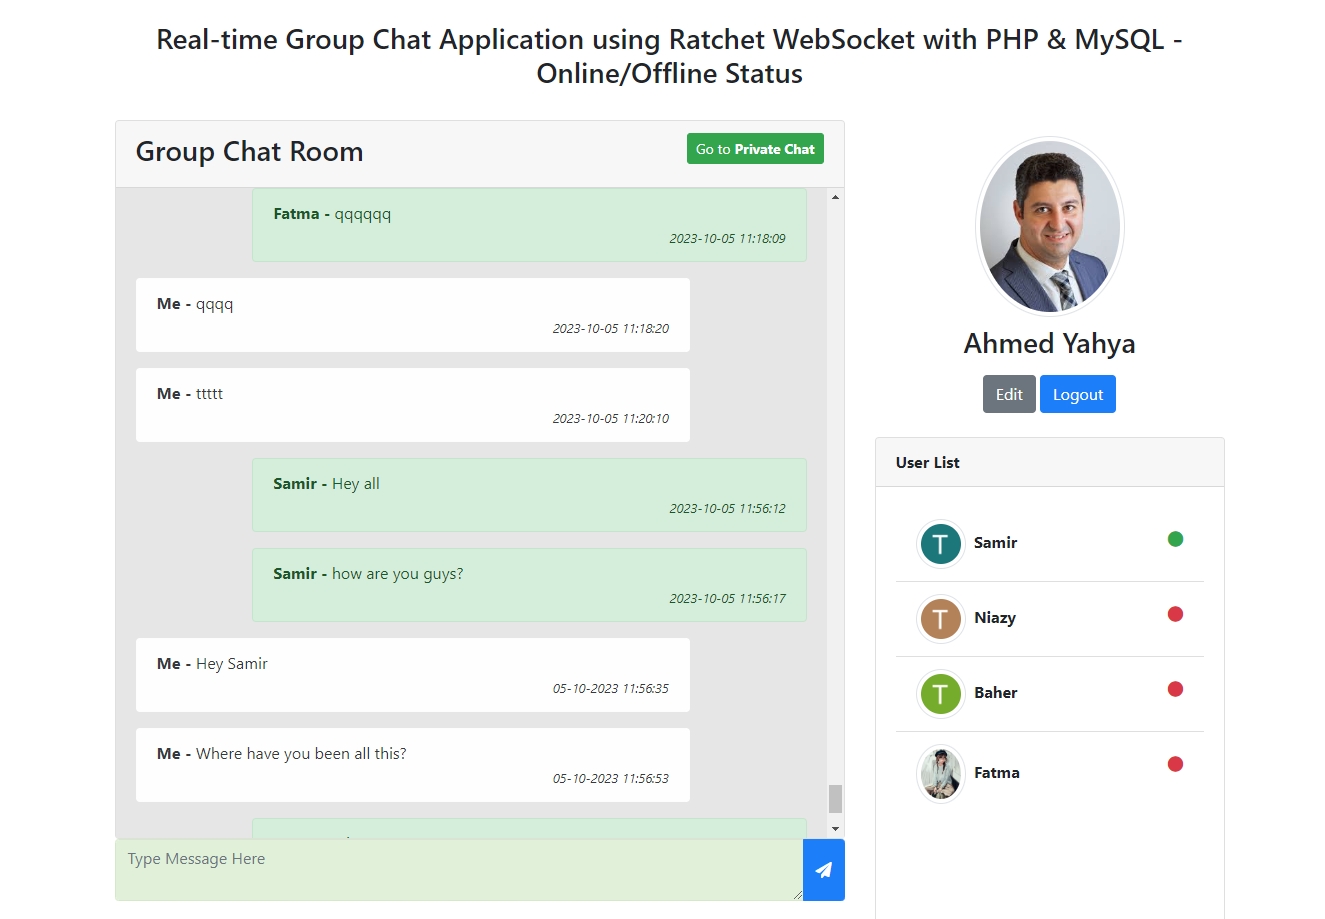 Real-time Group Chat Application using Ratchet WebSocket with PHP & MySQL -
Online/Offline Status
Group Chat Room
Go to Private Chat
Fatma - qqqqqq
2023-10-05 11:18:09
Me - qqqq
2023-10-05 11:18:20
Me - ttttt
2023-10-05 11:20:10
Samir - Hey all
2023-10-05 11:56:12
Samir - how are you guys?
2023-10-05 11:56:17
Me - Hey Samir
05-10-2023 11:56:35
Me - Where have you been all this?
05-10-2023 11:56:53
Type Message Here
Ahmed Yahya
Edit
Logout
User List
T
Samir
T
Niazy
T
Baher
Fatma